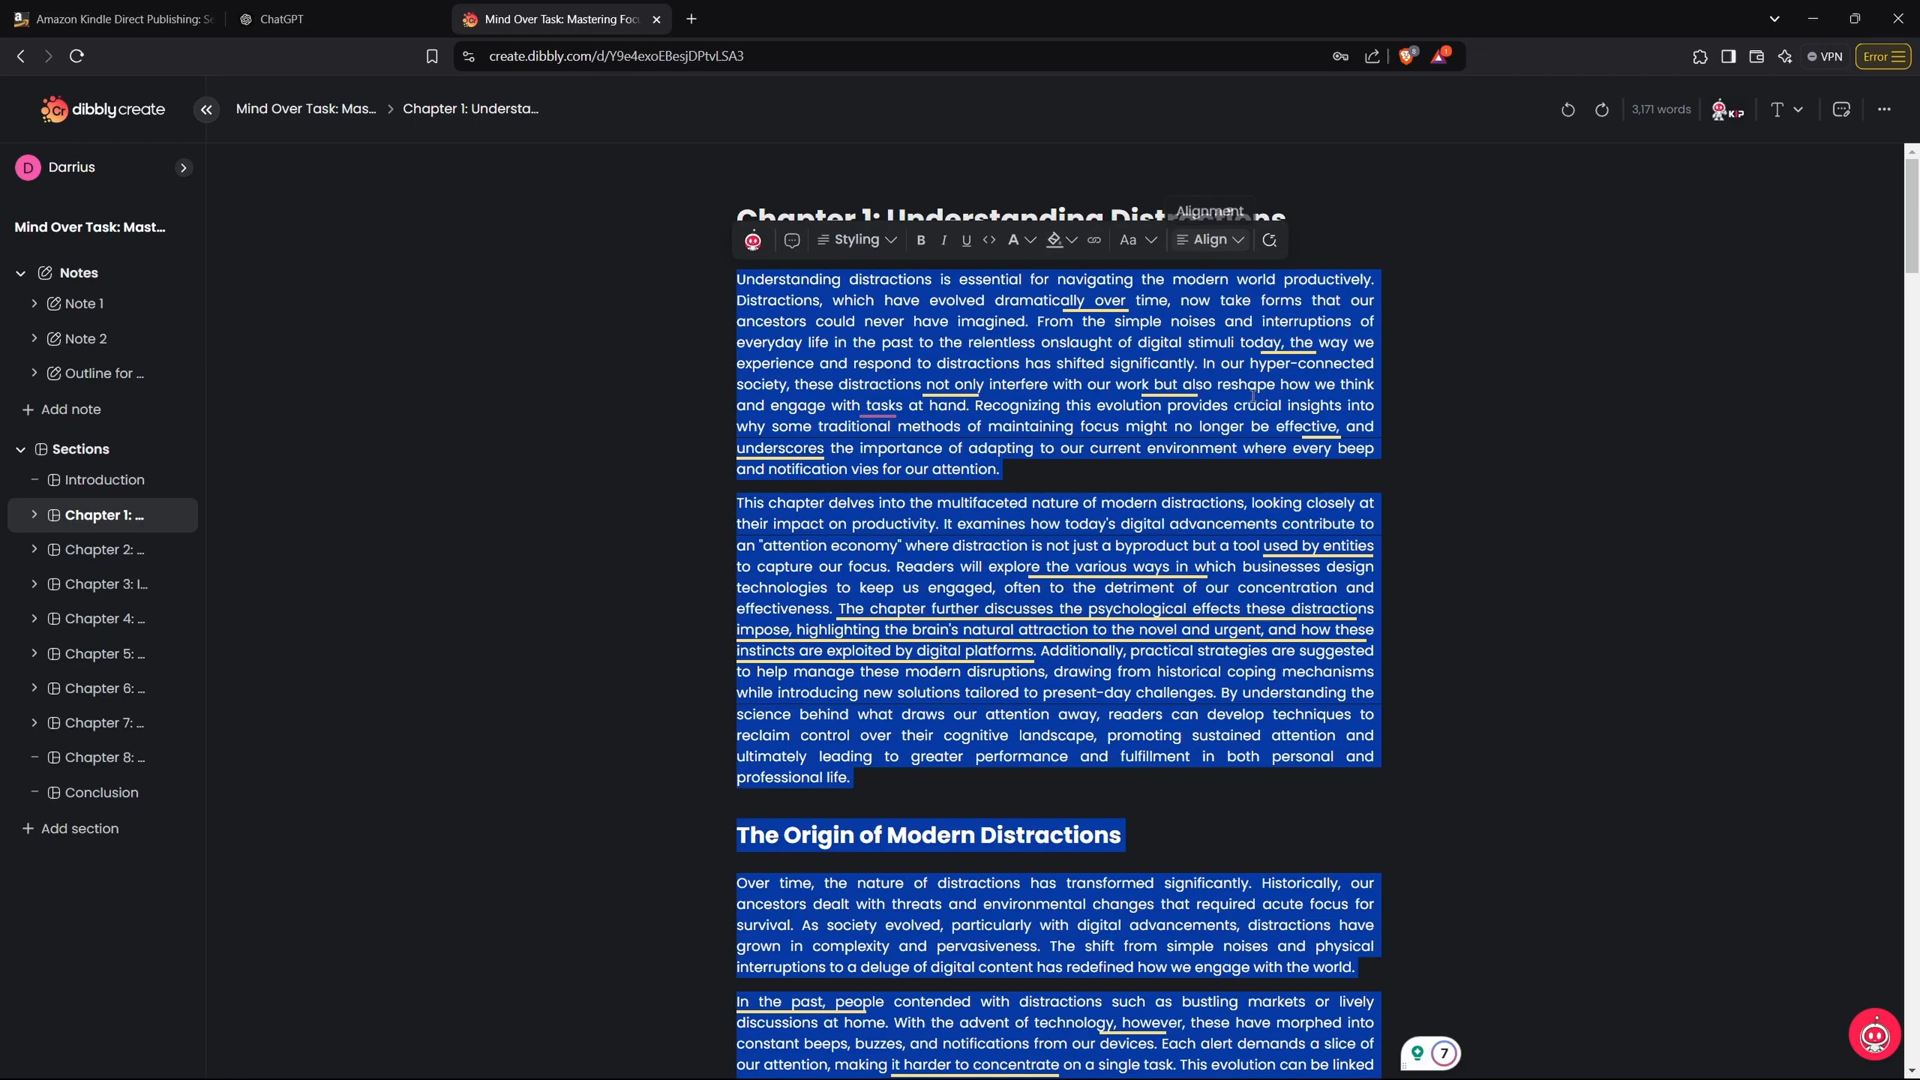 Amazon Kindle Direct Publishing: Se
ChatGPT
Mind Over Task: Mastering Foc
create.dibbly.com/d/Y9e4exoEBesjDPtvLSA3
8
1
VPN
Error
Cr dibblycreate
Mind Over Task: Mas... > Chapter 1: Understa...
3,171 words
KIP
T
D Darrius
Mind Over Task: Mast...
Notes
Note 1
Note 2
Outline for ...
+ Add note
Sections
Introduction
Chapter 1: ...
Chapter 2: ...
Chapter 3: I...
Chapter 4: ...
Chapter 5: ...
Chapter 6: ...
Chapter 7: ...
Chapter 8: ...
Conclusion
+ Add section
Chapter 1: Understanding Distractions
Alignment
Styling B I U <> A Aa Align
Understanding distractions is essential for navigating the modern world productively.
Distractions, which have evolved dramatically over time, now take forms that our
ancestors could never have imagined. From the simple noises and interruptions of
everyday life in the past to the relentless onslaught of digital stimuli today, the way we
experience and respond to distractions has shifted significantly. In our hyper-connected
society, these distractions not only interfere with our work but also reshape how we think
and engage with tasks at hand. Recognizing this evolution provides crucial insights into
why some traditional methods of maintaining focus might no longer be effective, and
underscores the importance of adapting to our current environment where every beep
and notification vies for our attention.
This chapter delves into the multifaceted nature of modern distractions, looking closely at
their impact on productivity. It examines how today's digital advancements contribute to
an "attention economy" where distraction is not just a byproduct but a tool used by entities
to capture our focus. Readers will explore the various ways in which businesses design
technologies to keep us engaged, often to the detriment of our concentration and
effectiveness. The chapter further discusses the psychological effects these distractions
impose, highlighting the brain's natural attraction to the novel and urgent, and how these
instincts are exploited by digital platforms. Additionally, practical strategies are suggested
to help manage these modern disruptions, drawing from historical coping mechanisms
while introducing new solutions tailored to present-day challenges. By understanding the
science behind what draws our attention away, readers can develop techniques to
reclaim control over their cognitive landscape, promoting sustained attention and
ultimately leading to greater performance and fulfillment in both personal and
professional life.
The Origin of Modern Distractions
Over time, the nature of distractions has transformed significantly. Historically, our
ancestors dealt with threats and environmental changes that required acute focus for
survival. As society evolved, particularly with digital advancements, distractions have
grown in complexity and pervasiveness. The shift from simple noises and physical
interruptions to a deluge of digital content has redefined how we engage with the world.
In the past, people contended with distractions such as bustling markets or lively
discussions at home. With the advent of technology, however, these have morphed into
constant beeps, buzzes, and notifications from our devices. Each alert demands a slice of
our attention, making it harder to concentrate on a single task. This evolution can be linked
7